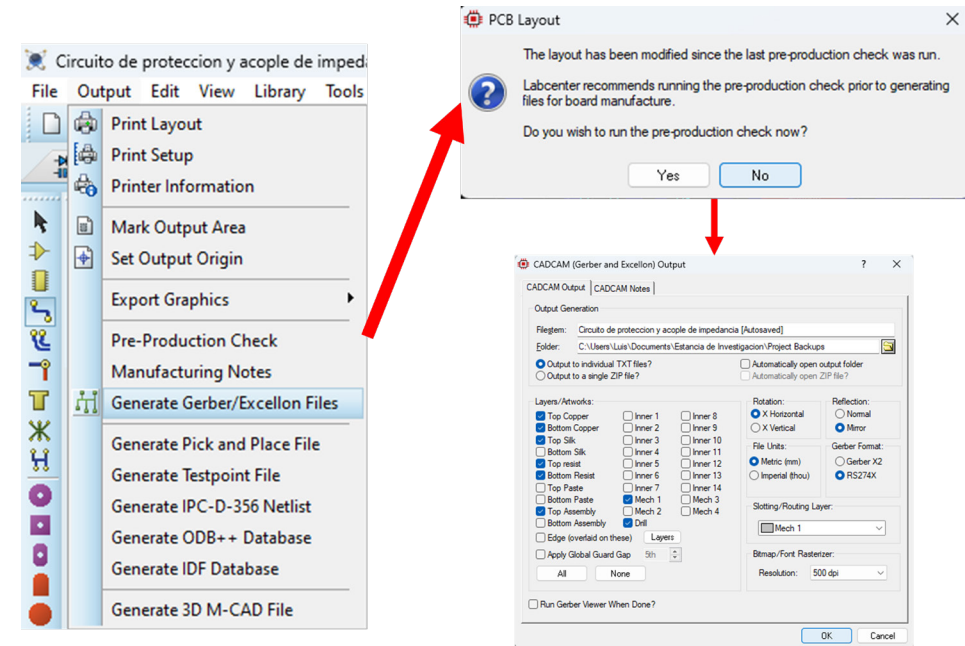 Circuito de proteccion y acople de impeda
File Output Edit View Library Tools
Print Layout
Print Setup
Printer Information
Mark Output Area
Set Output Origin
Export Graphics
Pre-Production Check
Manufacturing Notes
Generate Gerber/Excellon Files
Generate Pick and Place File
Generate Testpoint File
Generate IPC-D-356 Netlist
Generate ODB++ Database
Generate IDF Database
Generate 3D M-CAD File
PCB Layout
The layout has been modified since the last pre-production check was run.
Labcenter recommends running the pre-production check prior to generating
files for board manufacture.
Do you wish to run the pre-production check now?
Yes No
CADCAM (Gerber and Excellon) Output ?
CADCAM Output CADCAM Notes
Output Generation
Filestem: Circuito de proteccion y acople de impedancia [Autosaved]
Folder: C:\Users\Luis\Documents\Estancia de Investigacion\Project Backups
Output to individual TXT files? Automatically open output folder
Output to a single ZIP file? Automatically open ZIP file?
Layers/Artworks: Rotation: Reflection:
Top Copper Inner 1 Inner 8 X Horizontal Normal
Bottom Copper Inner 2 Inner 9 X Vertical Mirror
Top Silk Inner 3 Inner 10
Bottom Silk Inner 4 Inner 11 File Units: Gerber Format:
Top resist Inner 5 Inner 12 Metric (mm) Gerber X2
Bottom Resist Inner 6 Inner 13 Imperial (thou) RS274X
Top Paste Inner 7 Inner 14
Bottom Paste Mech 1 Mech 3
Top Assembly Mech 2 Mech 4 Slotting/Routing Layer:
Bottom Assembly Drill Mech 1
Edge (overlaid on these) Layers
Apply Global Guard Gap 5th Bitmap/Font Rasterizer:
All None Resolution: 500 dpi
Run Gerber Viewer When Done?
OK Cancel